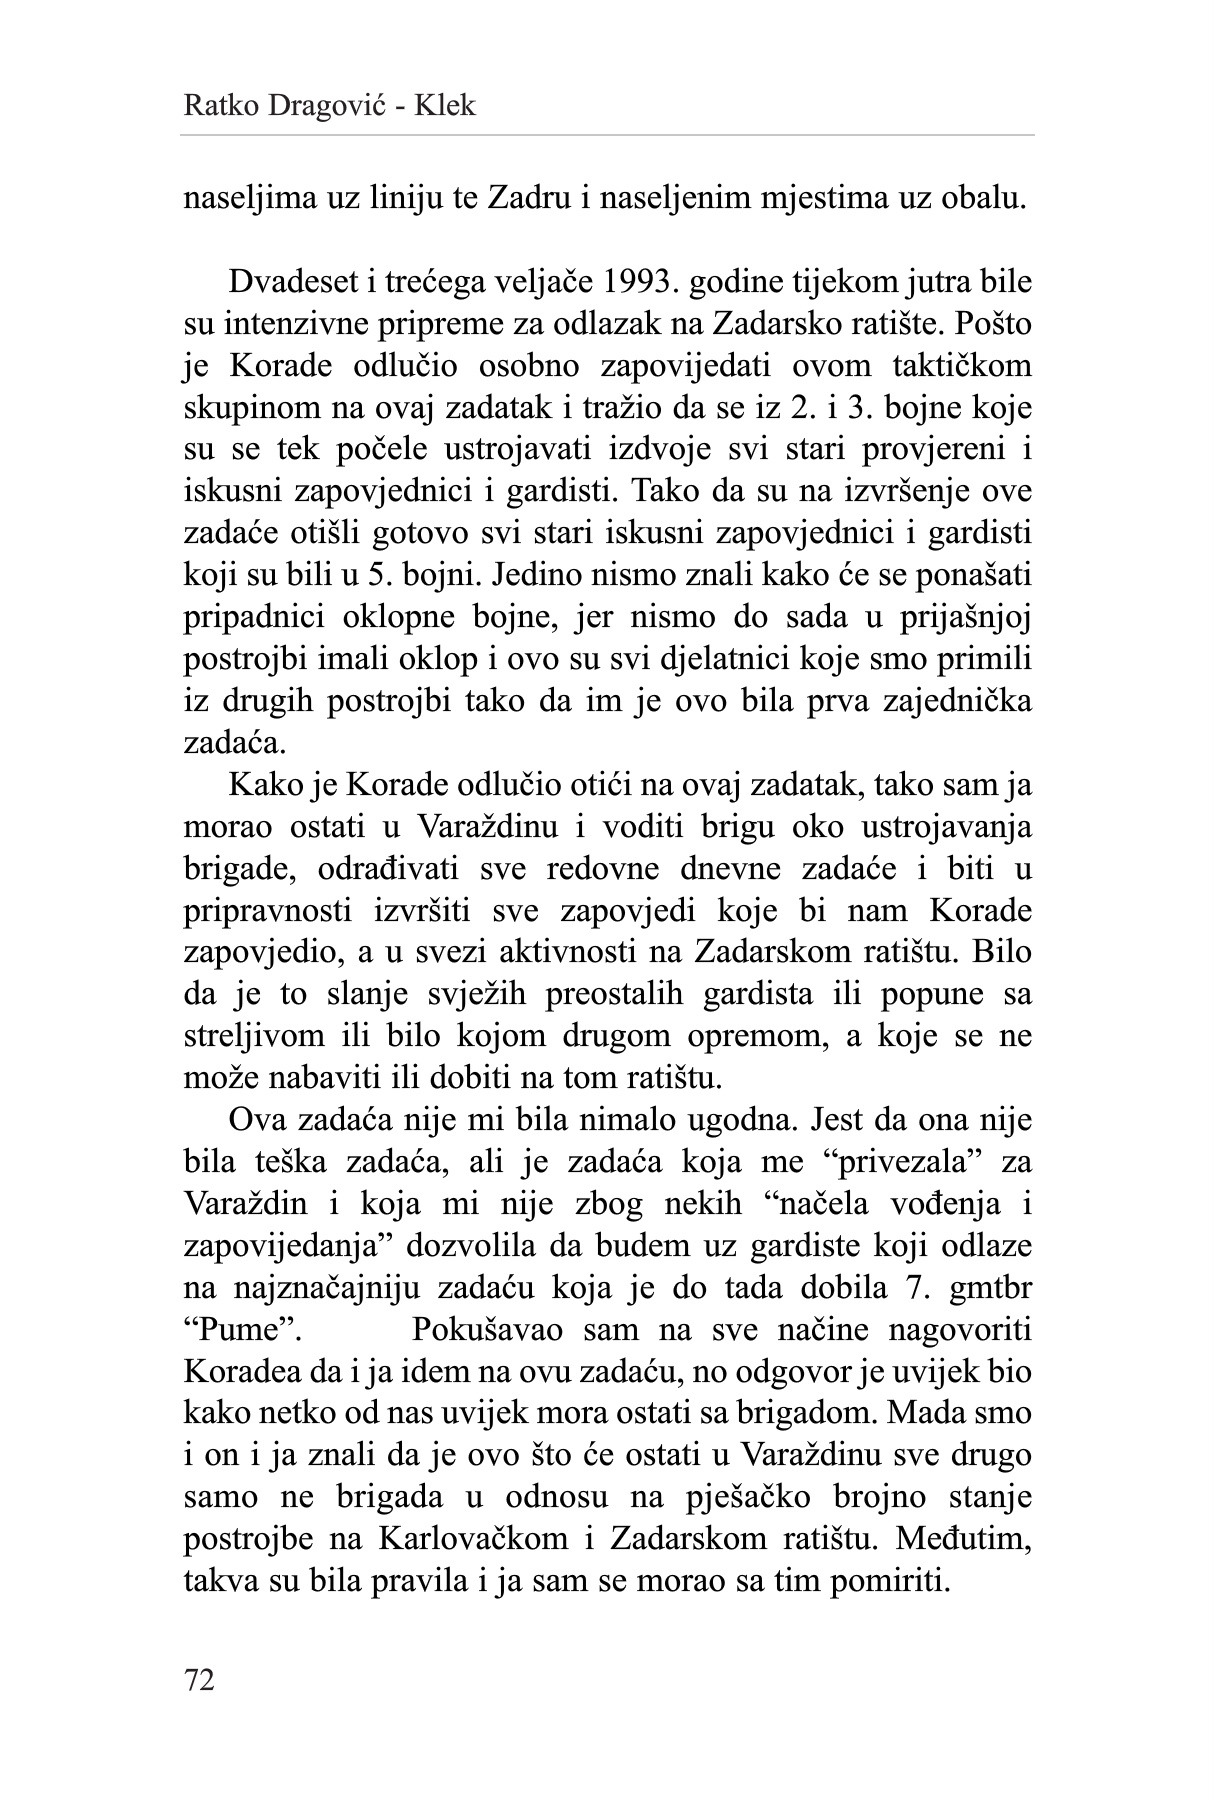 Ratko Dragović - Klek
naseljima uz liniju te Zadru i naseljenim mjestima uz obalu.
Dvadeset i trećega veljače 1993. godine tijekom jutra bile
su intenzivne pripreme za odlazak na Zadarsko ratište. Pošto
je Korade odlučio osobno zapovijedati ovom taktičkom
skupinom na ovaj zadatak i tražio da se iz 2. i 3. bojne koje
su se tek počele ustrojavati izdvoje svi stari provjereni i
iskusni zapovjednici i gardisti. Tako da su na izvršenje ove
zadaće otišli gotovo svi stari iskusni zapovjednici i gardisti
koji su bili u 5. bojni. Jedino nismo znali kako će se ponašati
pripadnici oklopne bojne, jer nismo do sada u prijašnjoj
postrojbi imali oklop i ovo su svi djelatnici koje smo primili
iz drugih postrojbi tako da im je ovo bila prva zajednička
zadaća.
Kako je Korade odlučio otići na ovaj zadatak, tako sam ja
morao ostati u Varaždinu i voditi brigu oko ustrojavanja
brigade, odrađivati sve redovne dnevne zadaće i biti u
pripravnosti izvršiti sve zapovjedi koje bi nam Korade
zapovjedio, a u svezi aktivnosti na Zadarskom ratištu. Bilo
da je to slanje svježih preostalih gardista ili popune sa
streljivom ili bilo kojom drugom opremom, a koje se ne
može nabaviti ili dobiti na tom ratištu.
Ova zadaća nije mi bila nimalo ugodna. Jest da ona nije
bila teška zadaća, ali je zadaća koja me “privezala” za
Varaždin i koja mi nije zbog nekih “načela vođenja i
zapovijedanja” dozvolila da budem uz gardiste koji odlaze
na najznačajniju zadaću koja je do tada dobila 7. gmtbr
“Pume”. Pokušavao sam na sve načine nagovoriti
Koradea da i ja idem na ovu zadaću, no odgovor je uvijek bio
kako netko od nas uvijek mora ostati sa brigadom. Mada smo
i on i ja znali da je ovo što će ostati u Varaždinu sve drugo
samo ne brigada u odnosu na pješačko brojno stanje
postrojbe na Karlovačkom i Zadarskom ratištu. Međutim,
takva su bila pravila i ja sam se morao sa tim pomiriti.
72